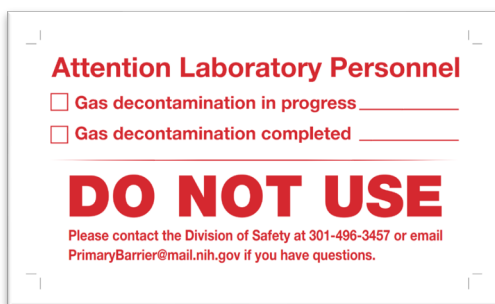 Attention Laboratory Personnel
Gas decontamination in progress
Gas decontamination completed
DO NOT USE
Please contact the Division of Safety at 301-496-3457 or email
PrimaryBarrier@mail.nih.gov if you have questions.